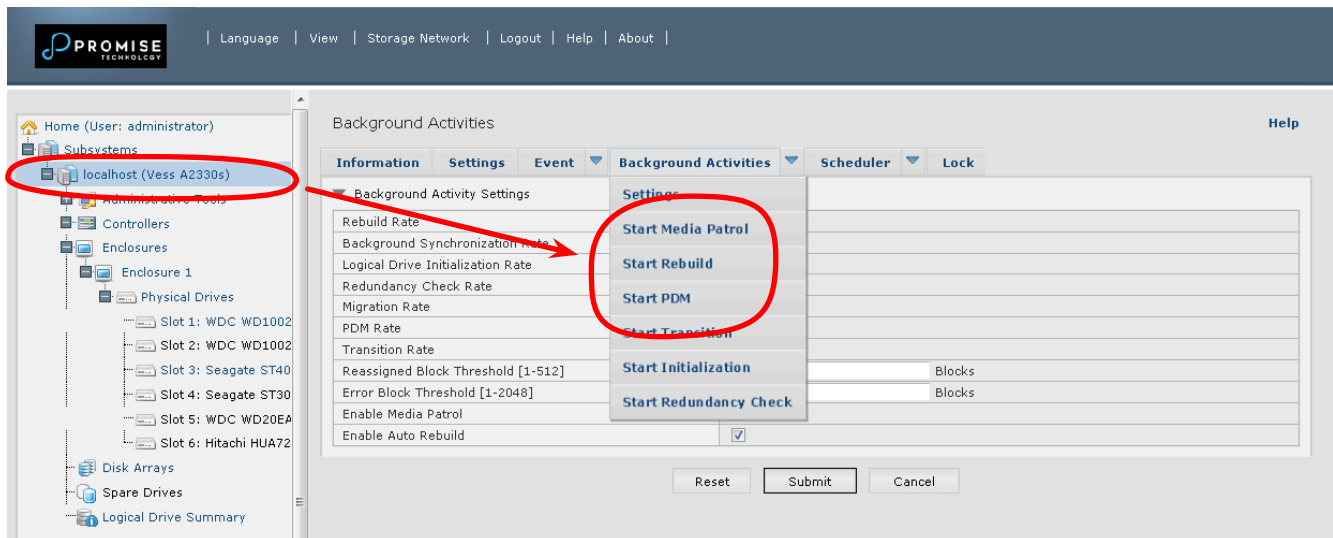 PROMISE
TECHNOLOGY
| Language | View | Storage Network | Logout | Help | About |
Home (User: administrator)
Subsystems
localhost (Vess A2330s)
Administrative Tools
Controllers
Enclosures
Enclosure 1
Physical Drives
Slot 1: WDC WD1002
Slot 2: WDC WD1002
Slot 3: Seagate ST40
Slot 4: Seagate ST30
Slot 5: WDC WD20EA
Slot 6: Hitachi HUA72
Disk Arrays
Spare Drives
Logical Drive Summary
Background Activities
Help
Information Settings Event Background Activities Scheduler Lock
Background Activity Settings
Rebuild Rate
Background Synchronization Rate
Logical Drive Initialization Rate
Redundancy Check Rate
Migration Rate
PDM Rate
Transition Rate
Reassigned Block Threshold [1-512]
Blocks
Error Block Threshold [1-2048]
Blocks
Enable Media Patrol
Enable Auto Rebuild
Settings
Start Media Patrol
Start Rebuild
Start PDM
Start Transition
Start Initialization
Start Redundancy Check
Reset Submit Cancel